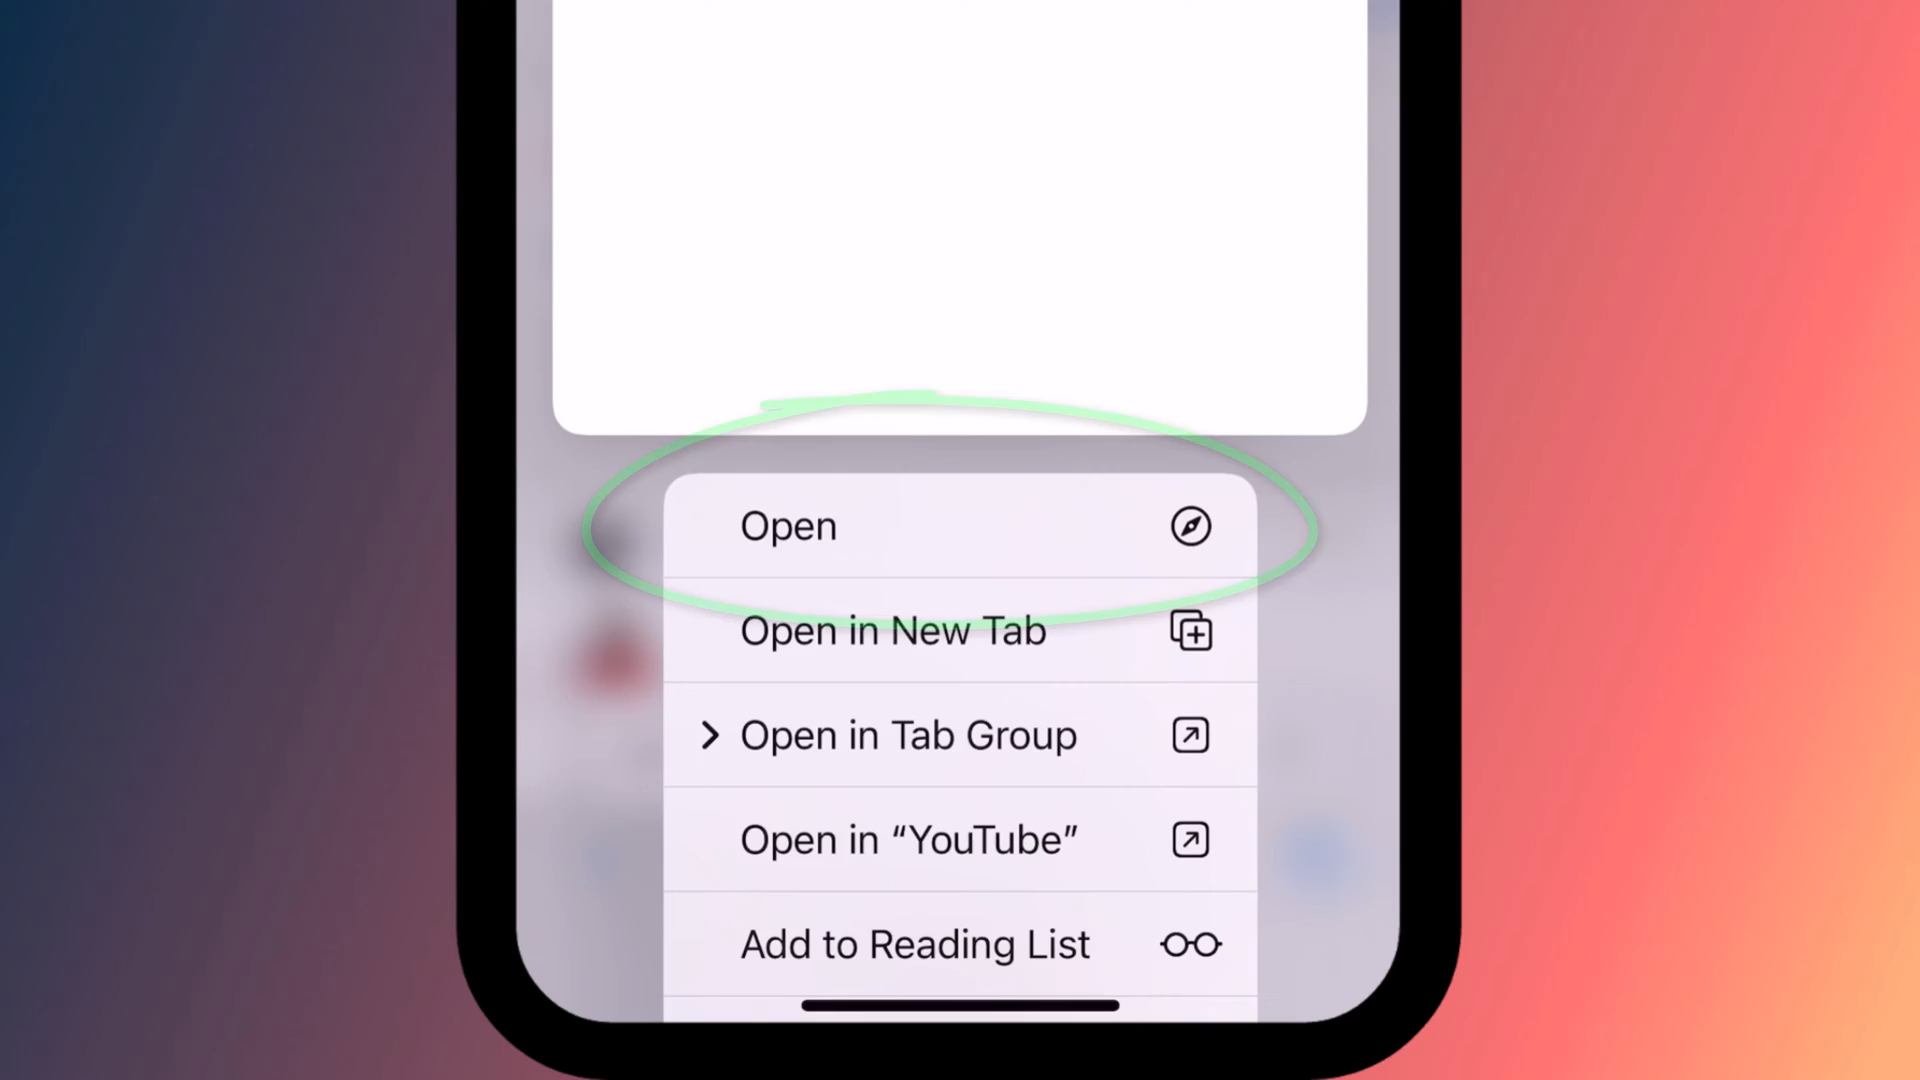 Open
Open in New Tab
Open in Tab Group
Open in “YouTube”
Add to Reading List